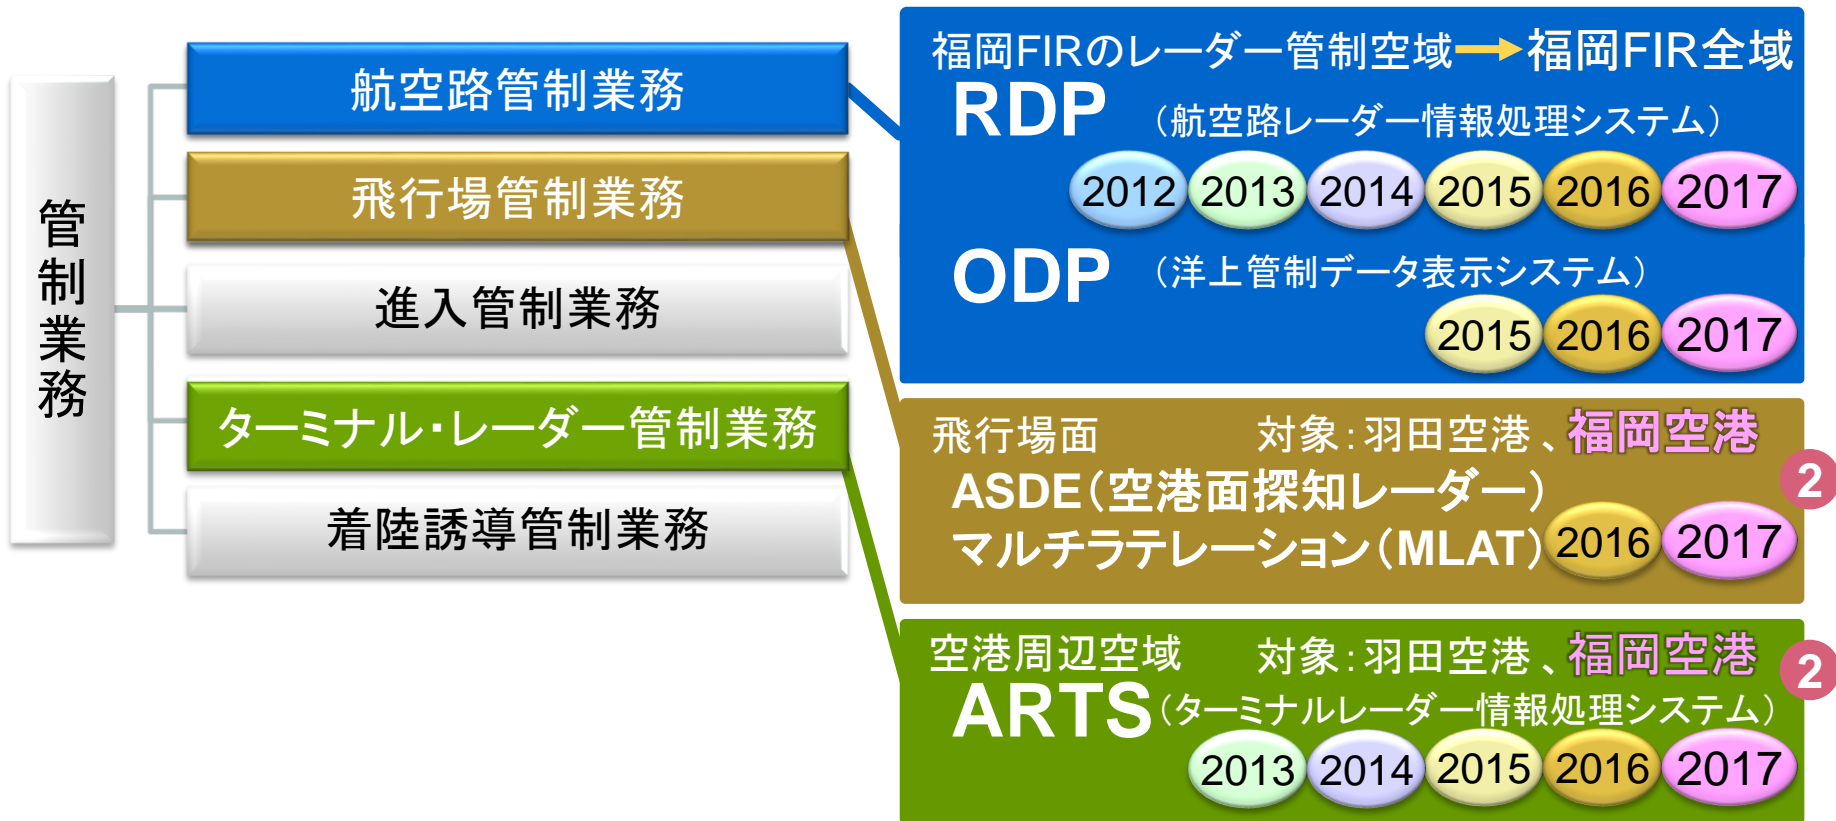 管制業務
航空路管制業務
飛行場管制業務
進入管制業務
ターミナル・レーダー管制業務
着陸誘導管制業務
福岡FIRのレーダー管制空域 → 福岡FIR全域
RDP （航空路レーダー情報処理システム）
2012 2013 2014 2015 2016 2017
ODP （洋上管制データ表示システム）
2015 2016 2017
飛行場面 対象：羽田空港、福岡空港
2
ASDE（空港面探知レーダー）
マルチラテレーション（MLAT） 2016 2017
空港周辺空域 対象：羽田空港、福岡空港
2
ARTS（ターミナルレーダー情報処理システム）
2013 2014 2015 2016 2017